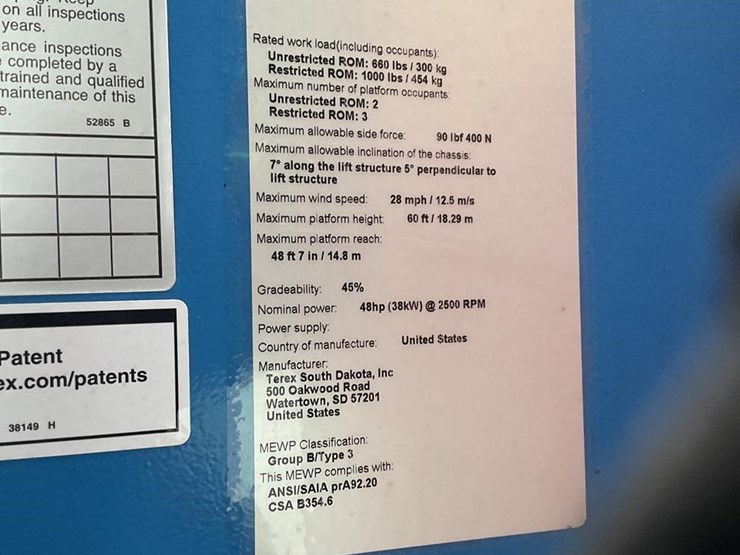 on all inspections
years.
ance inspections
completed by a
trained and qualified
maintenance of this
e.
52865 B
Patent
ex.com/patents
38149 H
Rated work load(including occupants):
Unrestricted ROM: 660 lbs / 300 kg
Restricted ROM: 1000 lbs / 454 kg
Maximum number of platform occupants:
Unrestricted ROM: 2
Restricted ROM: 3
Maximum allowable side force: 90 lbf 400 N
Maximum allowable inclination of the chassis:
7° along the lift structure 5° perpendicular to
lift structure
Maximum wind speed: 28 mph / 12.5 m/s
Maximum platform height: 60 ft / 18.29 m
Maximum platform reach:
48 ft 7 in / 14.8 m
Gradeability: 45%
Nominal power: 48hp (38kW) @ 2500 RPM
Power supply:
Country of manufacture: United States
Manufacturer:
Terex South Dakota, Inc
500 Oakwood Road
Watertown, SD 57201
United States
MEWP Classification:
Group B/Type 3
This MEWP complies with:
ANSI/SAIA prA92.20
CSA B354.6